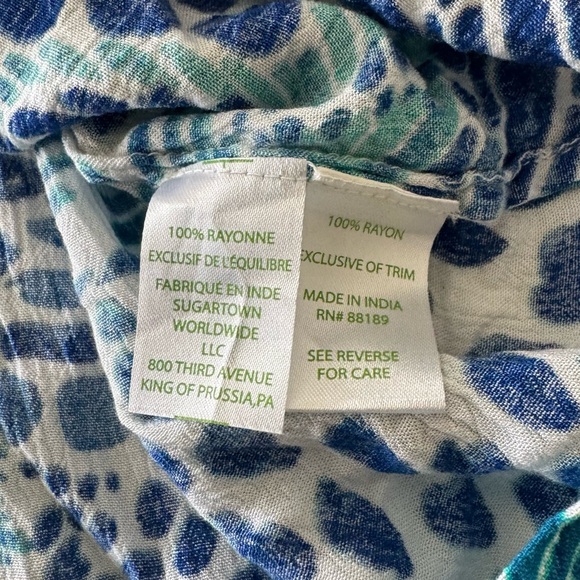 100% RAYONNE
EXCLUSIF DE L'ÉQUILIBRE
FABRIQUÉ EN INDE
SUGARTOWN
WORLDWIDE
LLC
800 THIRD AVENUE
KING OF PRUSSIA,PA
100% RAYON
EXCLUSIVE OF TRIM
MADE IN INDIA
RN# 88189
SEE REVERSE
FOR CARE